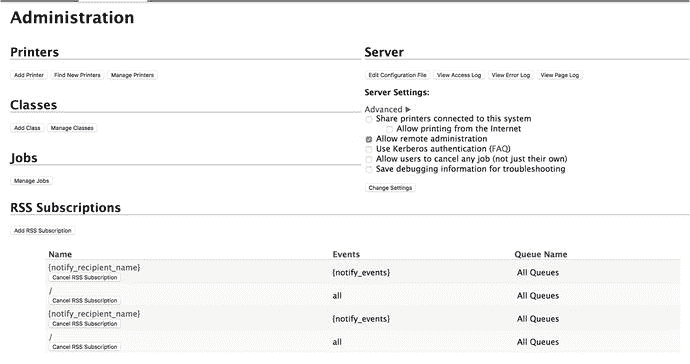 Administration
Printers
Add Printer Find New Printers Manage Printers
Classes
Add Class Manage Classes
Jobs
Manage Jobs
Server
Edit Configuration File View Access Log View Error Log View Page Log
Server Settings:
Advanced ▶
Share printers connected to this system
Allow printing from the Internet
Allow remote administration
Use Kerberos authentication (FAQ)
Allow users to cancel any job (not just their own)
Save debugging information for troubleshooting
Change Settings
RSS Subscriptions
Add RSS Subscription
Name Events Queue Name
{notify_recipient_name}
Cancel RSS Subscription {notify_events} All Queues
/
Cancel RSS Subscription all All Queues
{notify_recipient_name}
Cancel RSS Subscription {notify_events} All Queues
/
Cancel RSS Subscription all All Queues